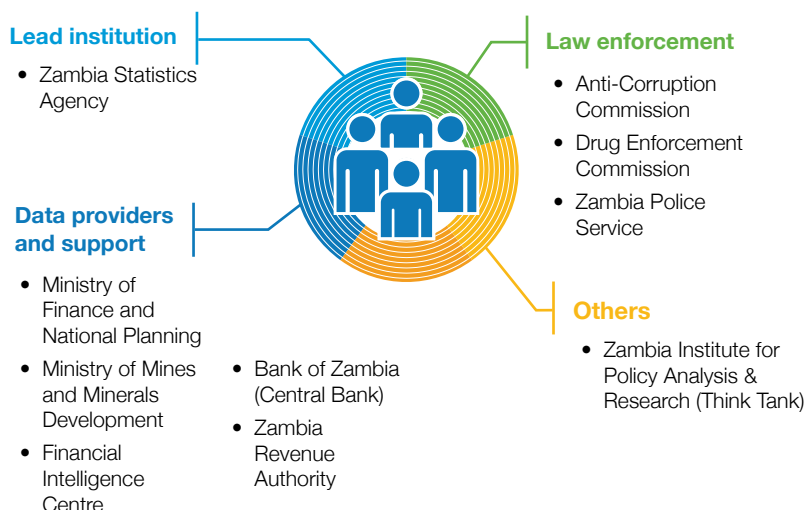 Lead institution
• Zambia Statistics
Agency
Law enforcement
• Anti-Corruption
Commission
• Drug Enforcement
Commission
• Zambia Police
Service
Data providers
and support
• Ministry of
Finance and
National Planning
• Ministry of Mines
and Minerals
Development
• Financial
Intelligence
Centre
• Bank of Zambia
(Central Bank)
• Zambia
Revenue
Authority
Others
• Zambia Institute for
Policy Analysis &
Research (Think Tank)